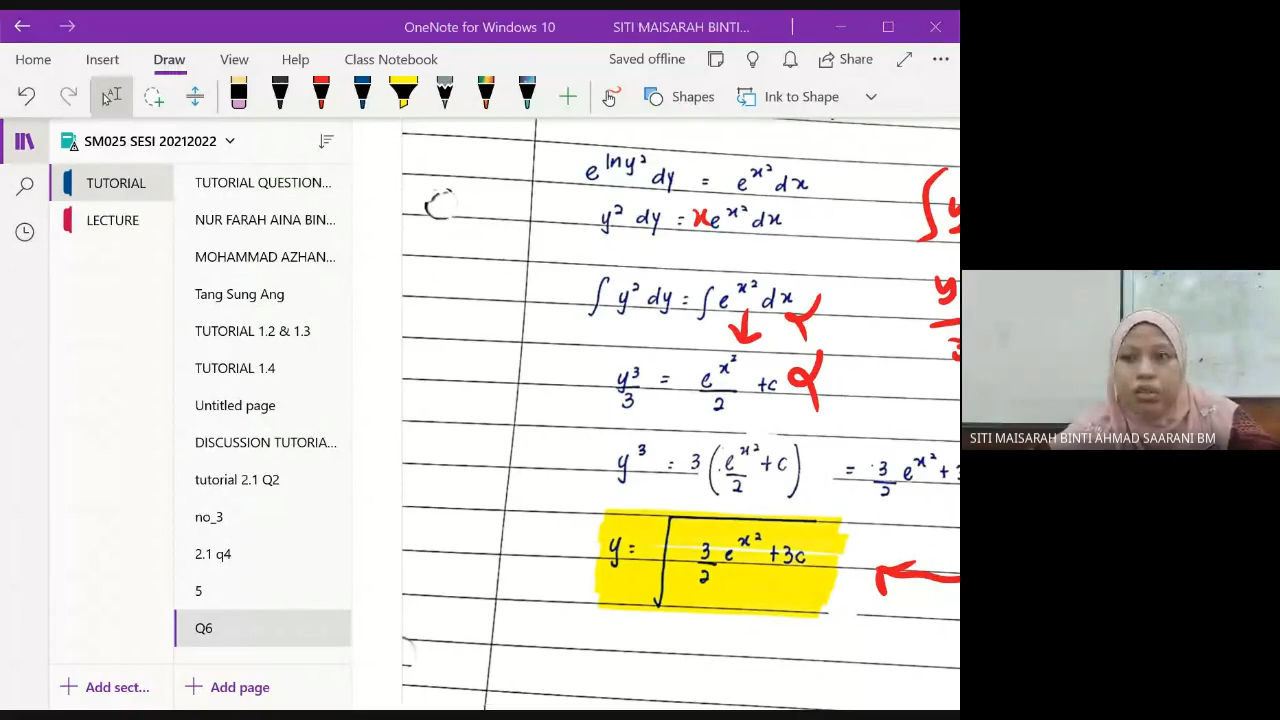 OneNote for Windows 10
SITI MAISARAH BINTI...
Home Insert Draw View Help Class Notebook
Saved offline
Share
Shapes
Ink to Shape
SM025 SESI 20212022
TUTORIAL
LECTURE
TUTORIAL QUESTION...
NUR FARAH AINA BIN...
MOHAMMAD AZHAN...
Tang Sung Ang
TUTORIAL 1.2 & 1.3
TUTORIAL 1.4
Untitled page
DISCUSSION TUTORIA...
tutorial 2.1 Q2
no_3
2.1 q4
5
Q6
Add sect...
Add page
e^(ln y²) dy = e^(x²) dx
y² dy = x e^(x²) dx
∫ y² dy = ∫ e^(x²) dx
y³/3 = e^(x²)/2 + c
y³ = 3 (e^(x²)/2 + c) = 3/2 e^(x²) + 3
y = √(3/2 e^(x²) + 3c)
SITI MAISARAH BINTI AHMAD SAARANI BM